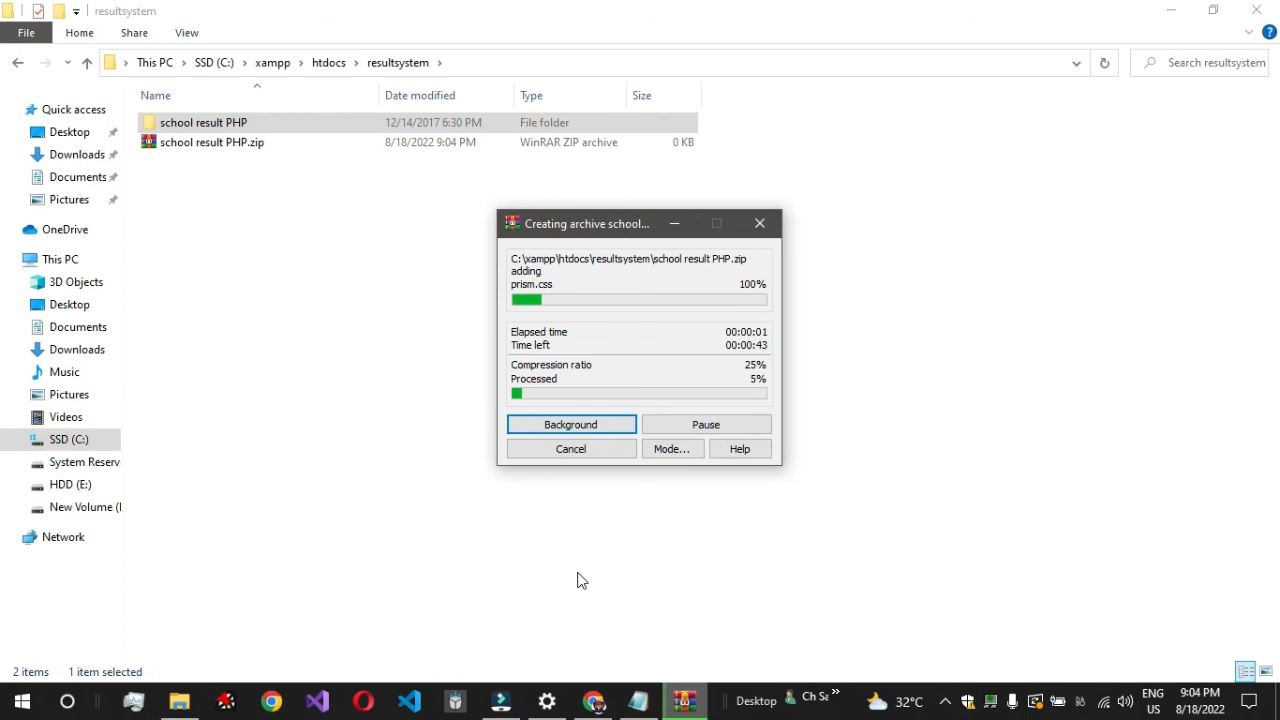 resultsystem
File Home Share View
This PC SSD (C:) xampp htdocs resultsystem
Search resultsystem
Name Date modified Type Size
school result PHP 12/14/2017 6:30 PM File folder
school result PHP.zip 8/18/2022 9:04 PM WinRAR ZIP archive 0 KB
Quick access
Desktop
Downloads
Documents
Pictures
OneDrive
This PC
3D Objects
Desktop
Documents
Downloads
Music
Pictures
Videos
SSD (C:)
System Reserv
HDD (E:)
New Volume (
Network
Creating archive school...
C:\xampp\htdocs\resultsystem\school result PHP.zip
adding
prism.css 100%
Elapsed time 00:00:01
Time left 00:00:43
Compression ratio 25%
Processed 5%
Background Pause
Cancel Mode... Help
2 items 1 item selected
Desktop Ch Sa 32°C
ENG
US
9:04 PM
8/18/2022